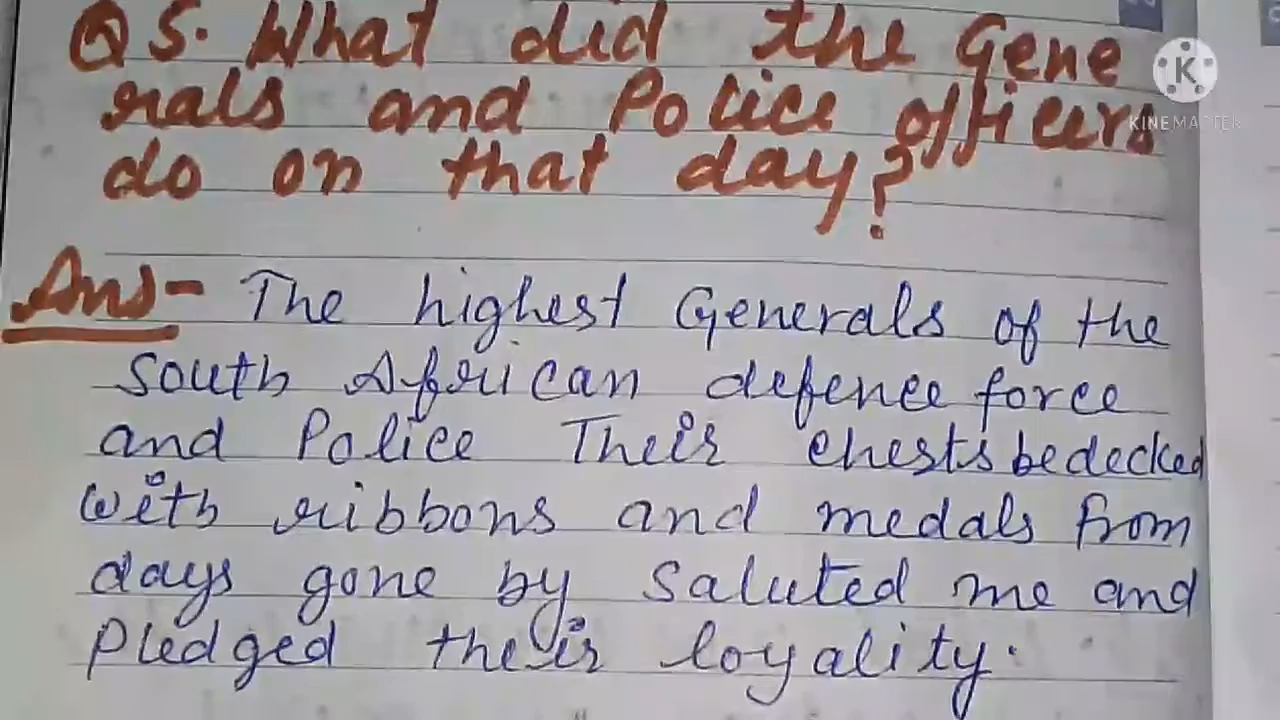 Q5. What did the Gene
rals and Police officers
do on that day?
K
KINEMASTER
Ans- The highest Generals of the
south African defence force
and Police Their chests bedecked
with ribbons and medals from
days gone by saluted me and
Pledged their loyality.